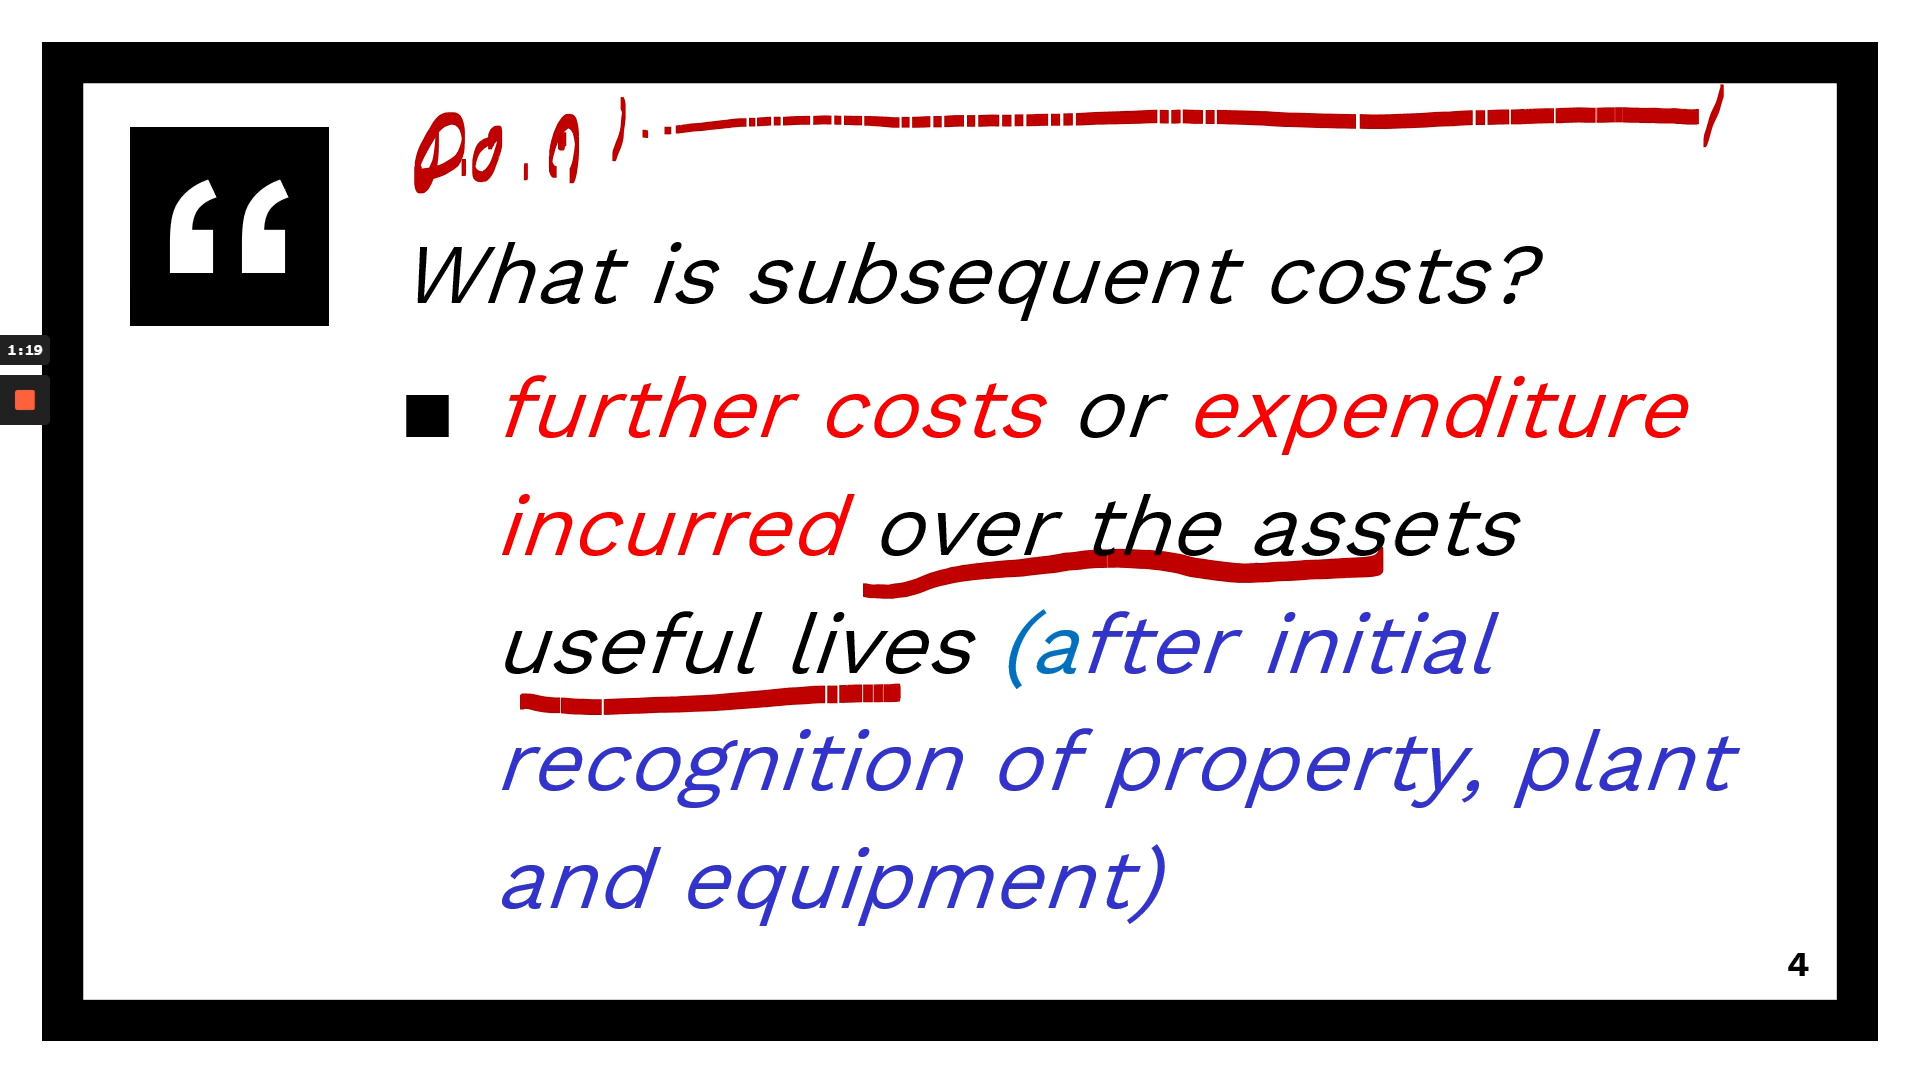 “
What is subsequent costs?
1:19
■ further costs or expenditure
incurred over the assets
useful lives (after initial
recognition of property, plant
and equipment)
4